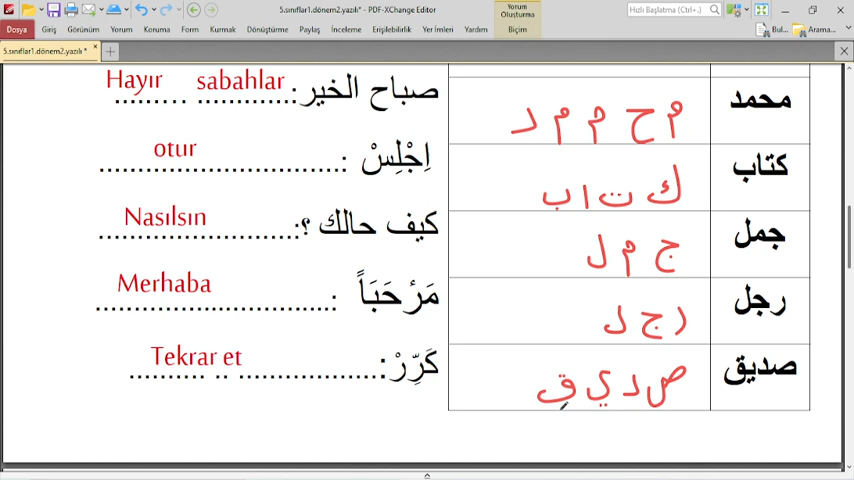 5.sınıflar1.dönem2.yazılı* - PDF-XChange Editor
Yorum Oluşturma
Hızlı Başlatma (Ctrl+.)
Dosya Giriş Görünüm Yorum Koruma Form Kurmak Dönüştürme Paylaş İnceleme Erişilebilirlik Yer İmleri Yardım Biçim Bul... Arama...
5.sınıflar1.dönem2.yazılı *
صباح الخير :............ ......... Hayır sabahlar
اِجْلِسْ :........................................ otur
كيف حالك ؟:................................. Nasılsın
مَرْحَبَاً :....................................... Merhaba
كَرِّرْ :........................... .. ........... Tekrar et
محمد م ح م م د
كتاب ك ت ا ب
جمل ج م ل
رجل ر ج ل
صديق ص د ي ق